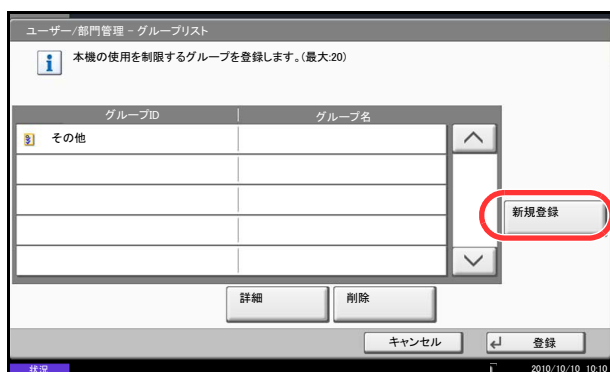 ユーザー/部門管理 - グループリスト
本機の使用を制限するグループを登録します。(最大:20)
グループID | グループ名
その他
新規登録
詳細 削除
キャンセル 登録
状況 2010/10/10 10:10